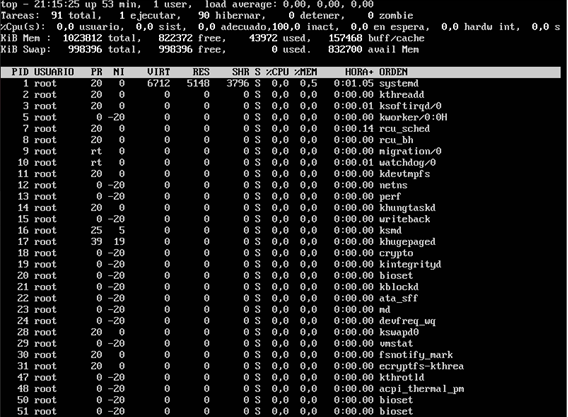 top - 21:15:25 up 53 min,  1 user,  load average: 0,00, 0,00, 0,00
Tareas:  91 total,   1 ejecutar,  90 hibernar,   0 detener,   0 zombie
%Cpu(s):  0,0 usuario,  0,0 sist,  0,0 adecuado,100,0 inact,  0,0 en espera,  0,0 hardw int,  0,0 s
KiB Mem :  1023812 total,   822372 free,    43972 used,   157468 buff/cache
KiB Swap:   998396 total,   998396 free,        0 used.   832700 avail Mem
PID USUARIO PR NI VIRT RES SHR S %CPU %MEM HORA+ ORDEN
1 root 20 0 6712 5148 3796 S 0,0 0,5 0:01.05 systemd
2 root 20 0 0 0 0 S 0,0 0,0 0:00.00 kthreadd
3 root 20 0 0 0 0 S 0,0 0,0 0:00.01 ksoftirqd/0
5 root 0 -20 0 0 0 S 0,0 0,0 0:00.00 kworker/0:0H
7 root 20 0 0 0 0 S 0,0 0,0 0:00.14 rcu_sched
8 root 20 0 0 0 0 S 0,0 0,0 0:00.00 rcu_bh
9 root rt 0 0 0 0 S 0,0 0,0 0:00.00 migration/0
10 root rt 0 0 0 0 S 0,0 0,0 0:00.01 watchdog/0
11 root 20 0 0 0 0 S 0,0 0,0 0:00.00 kdevtmpfs
12 root 0 -20 0 0 0 S 0,0 0,0 0:00.00 netns
13 root 0 -20 0 0 0 S 0,0 0,0 0:00.00 perf
14 root 20 0 0 0 0 S 0,0 0,0 0:00.00 khungtaskd
15 root 0 -20 0 0 0 S 0,0 0,0 0:00.00 writeback
16 root 25 5 0 0 0 S 0,0 0,0 0:00.00 ksmd
17 root 39 19 0 0 0 S 0,0 0,0 0:00.00 khugepaged
18 root 0 -20 0 0 0 S 0,0 0,0 0:00.00 crypto
19 root 0 -20 0 0 0 S 0,0 0,0 0:00.00 kintegrityd
20 root 0 -20 0 0 0 S 0,0 0,0 0:00.00 bioset
21 root 0 -20 0 0 0 S 0,0 0,0 0:00.00 kblockd
22 root 0 -20 0 0 0 S 0,0 0,0 0:00.00 ata_sff
23 root 0 -20 0 0 0 S 0,0 0,0 0:00.00 md
24 root 0 -20 0 0 0 S 0,0 0,0 0:00.00 devfreq_wq
28 root 20 0 0 0 0 S 0,0 0,0 0:00.00 kswapd0
29 root 0 -20 0 0 0 S 0,0 0,0 0:00.00 vmstat
30 root 20 0 0 0 0 S 0,0 0,0 0:00.00 fsnotify_mark
31 root 20 0 0 0 0 S 0,0 0,0 0:00.00 ecryptfs-kthrea
47 root 0 -20 0 0 0 S 0,0 0,0 0:00.00 kthrotld
48 root 0 -20 0 0 0 S 0,0 0,0 0:00.00 acpi_thermal_pm
50 root 0 -20 0 0 0 S 0,0 0,0 0:00.00 bioset
51 root 0 -20 0 0 0 S 0,0 0,0 0:00.00 bioset